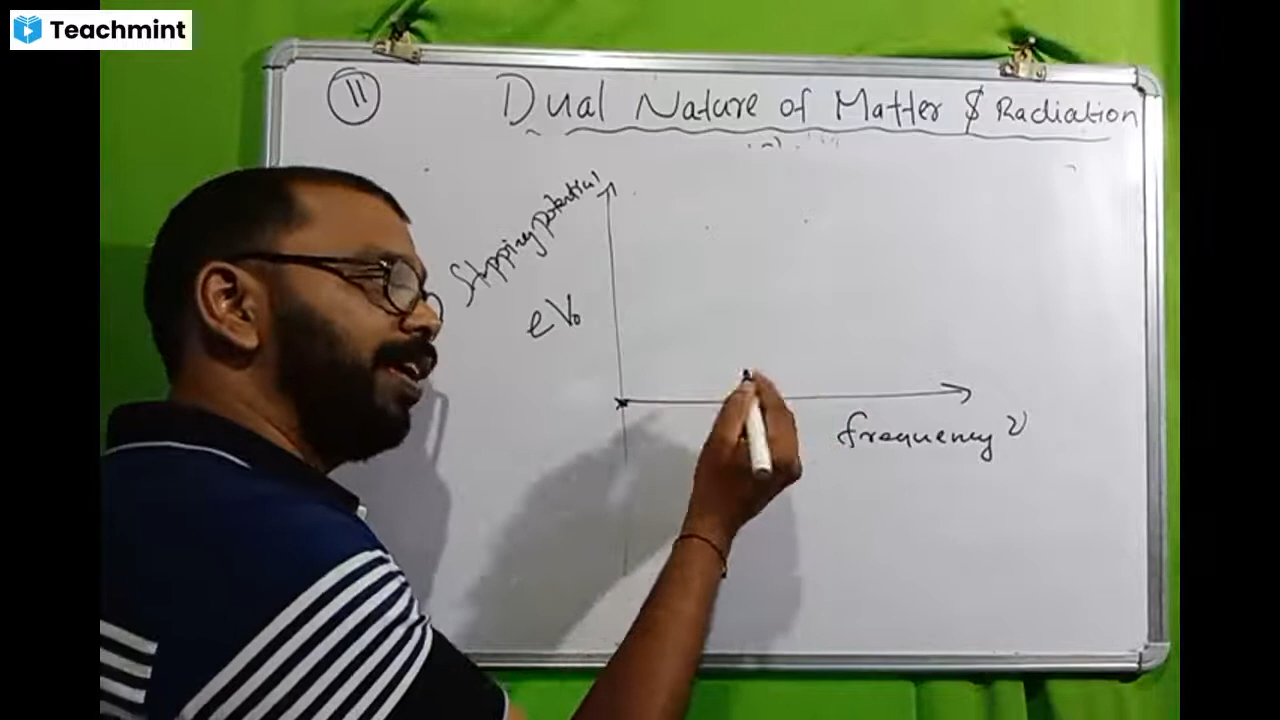 Teachmint
11
Dual Nature of Matter & Radiation
Stopping potential
eV₀
frequency ν